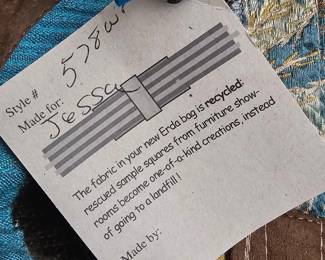 Style # 578W
Made for:
Jessa
The fabric in your new Erda bag is recycled:
rescued sample squares from furniture show-
rooms become one-of-a-kind creations, instead
of going to a landfill!
Made by: